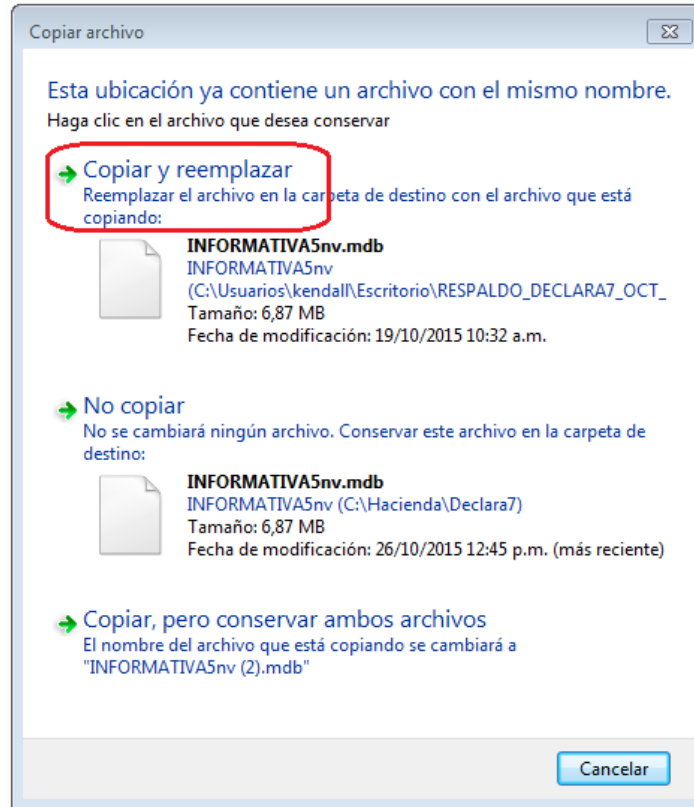 Copiar archivo
Esta ubicación ya contiene un archivo con el mismo nombre.
Haga clic en el archivo que desea conservar
Copiar y reemplazar
Reemplazar el archivo en la carpeta de destino con el archivo que está
copiando:
INFORMATIVA5nv.mdb
INFORMATIVA5nv
(C:\Usuarios\kendall\Escritorio\RESPALDO_DECLARA7_OCT_
Tamaño: 6,87 MB
Fecha de modificación: 19/10/2015 10:32 a.m.
No copiar
No se cambiará ningún archivo. Conservar este archivo en la carpeta de
destino:
INFORMATIVA5nv.mdb
INFORMATIVA5nv (C:\Hacienda\Declara7)
Tamaño: 6,87 MB
Fecha de modificación: 26/10/2015 12:45 p.m. (más reciente)
Copiar, pero conservar ambos archivos
El nombre del archivo que está copiando se cambiará a
"INFORMATIVA5nv (2).mdb"
Cancelar